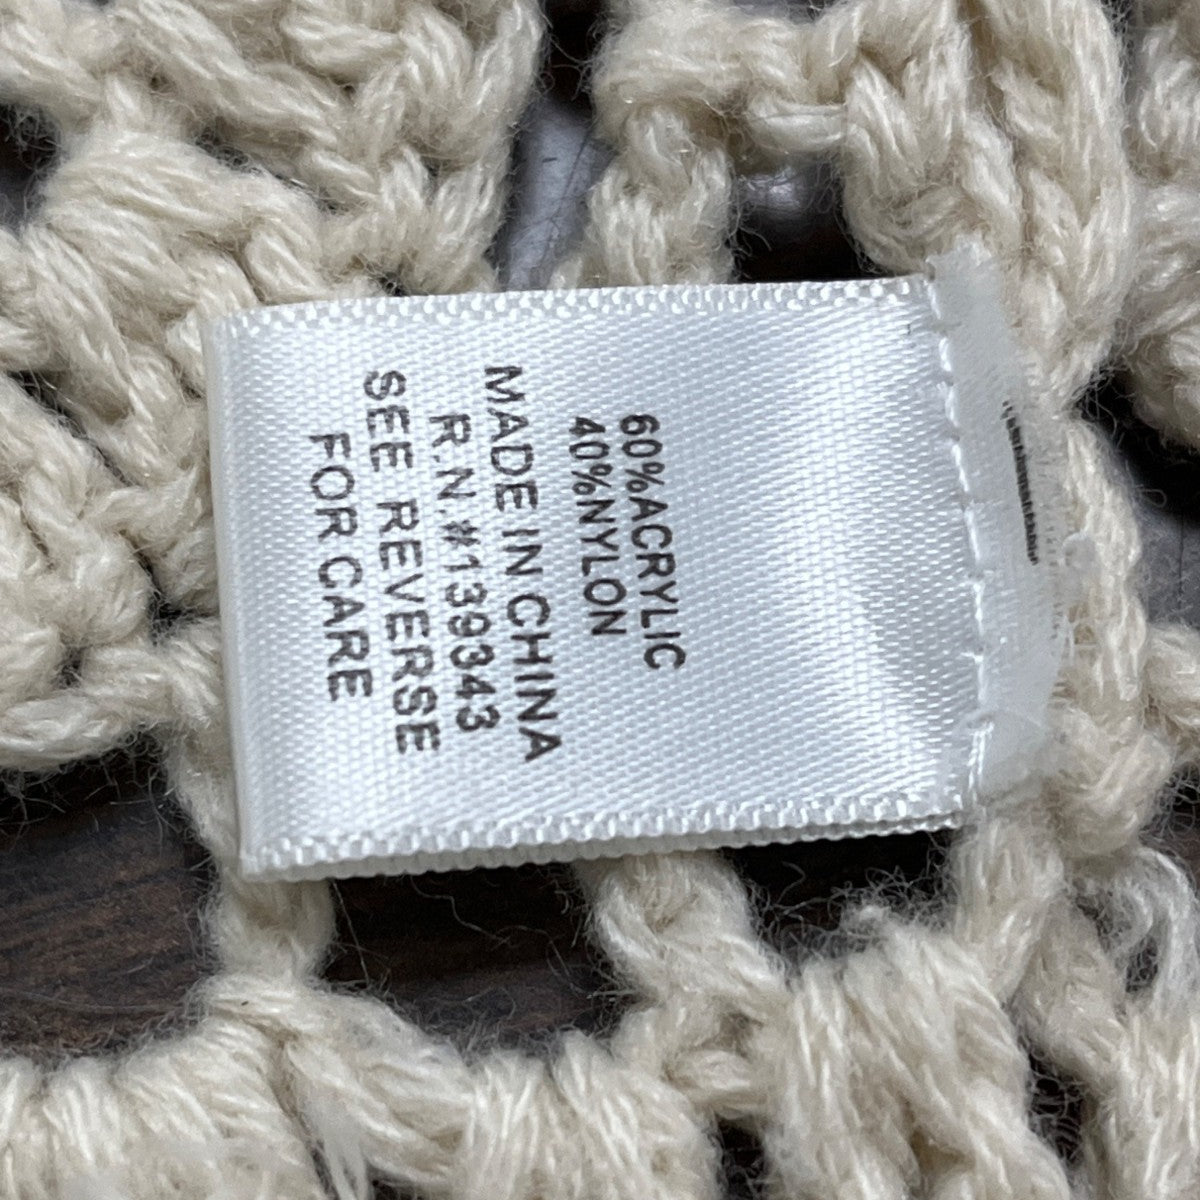 60%ACRYLIC
40%NYLON
MADE IN CHINA
R.N.#139343
SEE REVERSE
FOR CARE